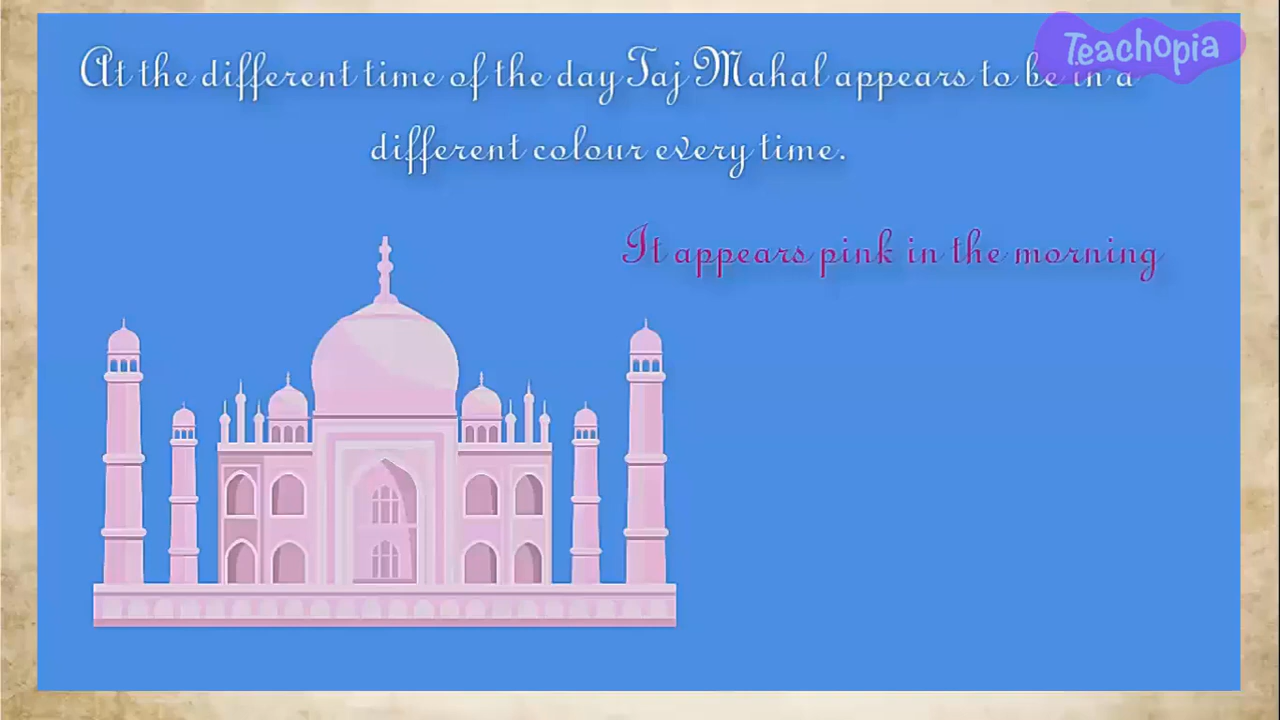 Teachopia
At the different time of the day Taj Mahal appears to be in a
different colour every time.
It appears pink in the morning